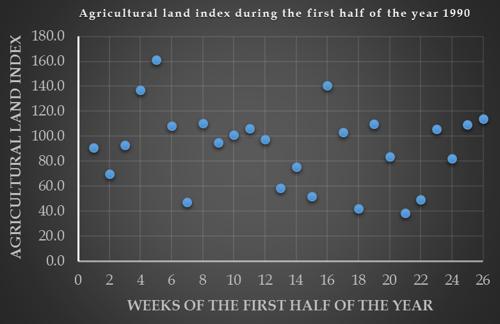 Agricultural land index during the first half of the year 1990
180.0
160.0
140.0
120.0
100.0
80.0
60.0
40.0
20.0
0.0
AGRICULTURAL LAND INDEX
0 2 4 6 8 10 12 14 16 18 20 22 24 26
WEEKS OF THE FIRST HALF OF THE YEAR